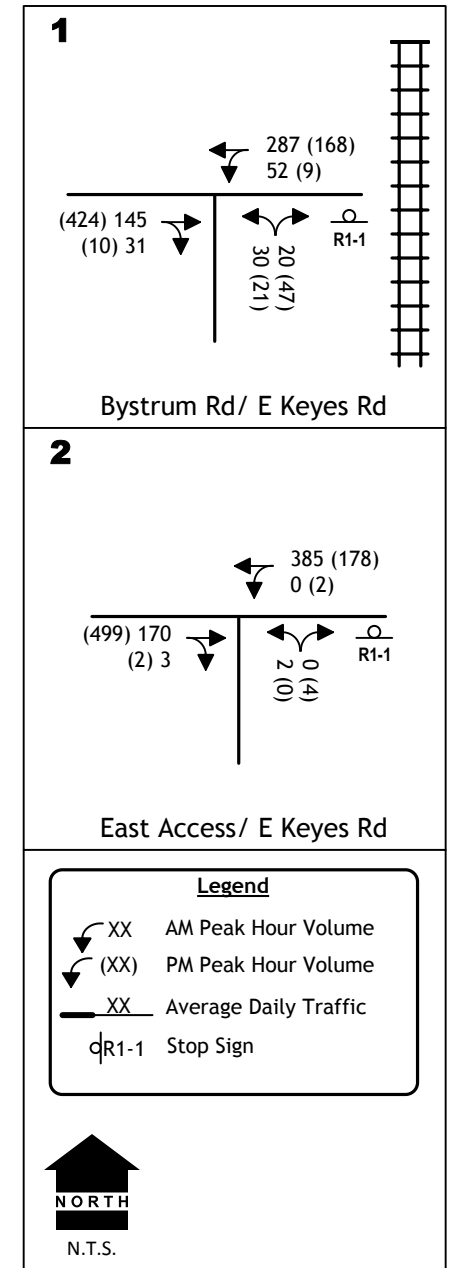 1
287 (168)
52 (9)
(424) 145
(10) 31
20 (47)
30 (21)
R1-1
Bystrum Rd/ E Keyes Rd
2
385 (178)
0 (2)
(499) 170
(2) 3
0 (4)
2 (0)
R1-1
East Access/ E Keyes Rd
Legend
XX AM Peak Hour Volume
(XX) PM Peak Hour Volume
XX Average Daily Traffic
R1-1 Stop Sign
NORTH
N.T.S.